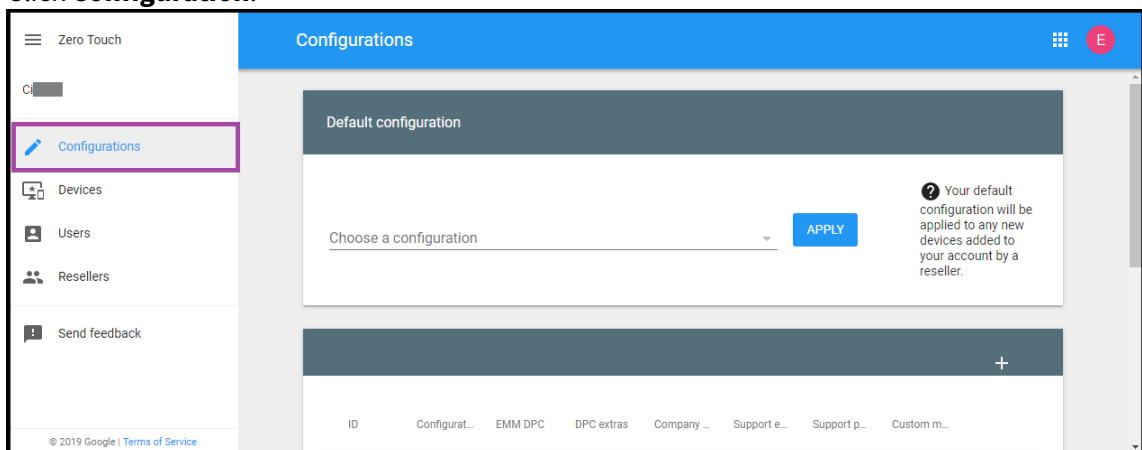 Zero Touch
Configurations
E
Ci
Configurations
Devices
Users
Resellers
Send feedback
© 2019 Google | Terms of Service
Default configuration
Choose a configuration
APPLY
? Your default
configuration will be
applied to any new
devices added to
your account by a
reseller.
+
ID Configurat... EMM DPC DPC extras Company ... Support e... Support p... Custom m...